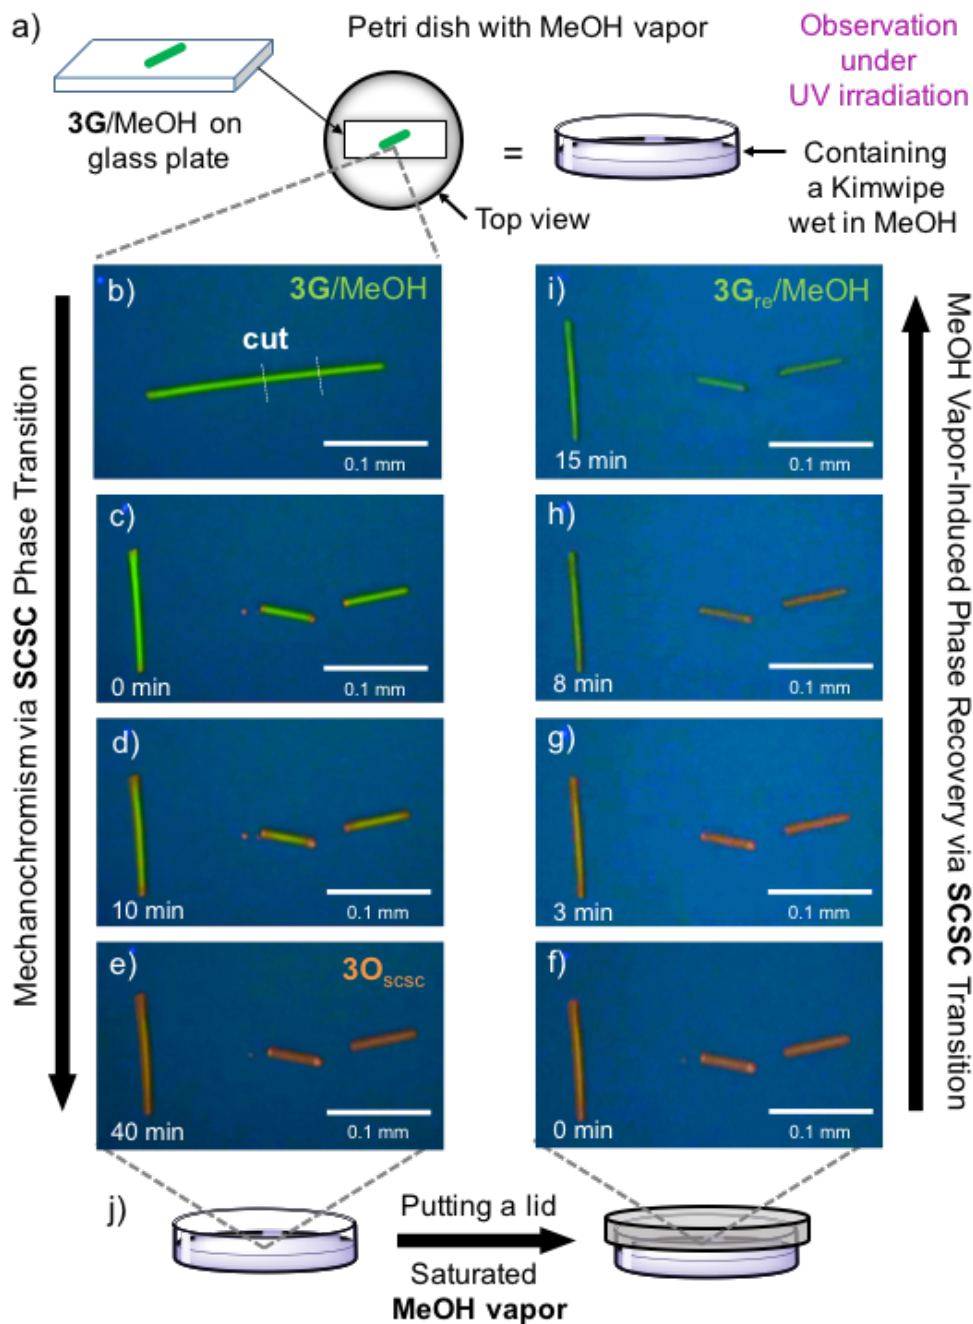 a)
Petri dish with MeOH vapor
Observation
under
UV irradiation
3G/MeOH on
glass plate
=
Containing
a Kimwipe
wet in MeOH
Top view
Mechanochromism via SCSC Phase Transition
b)
3G/MeOH
cut
0.1 mm
c)
0 min
0.1 mm
d)
10 min
0.1 mm
e)
3Oscsc
40 min
0.1 mm
i)
3Gre/MeOH
15 min
0.1 mm
h)
8 min
0.1 mm
g)
3 min
0.1 mm
f)
0 min
0.1 mm
MeOH Vapor-Induced Phase Recovery via SCSC Transition
j)
Putting a lid
Saturated
MeOH vapor